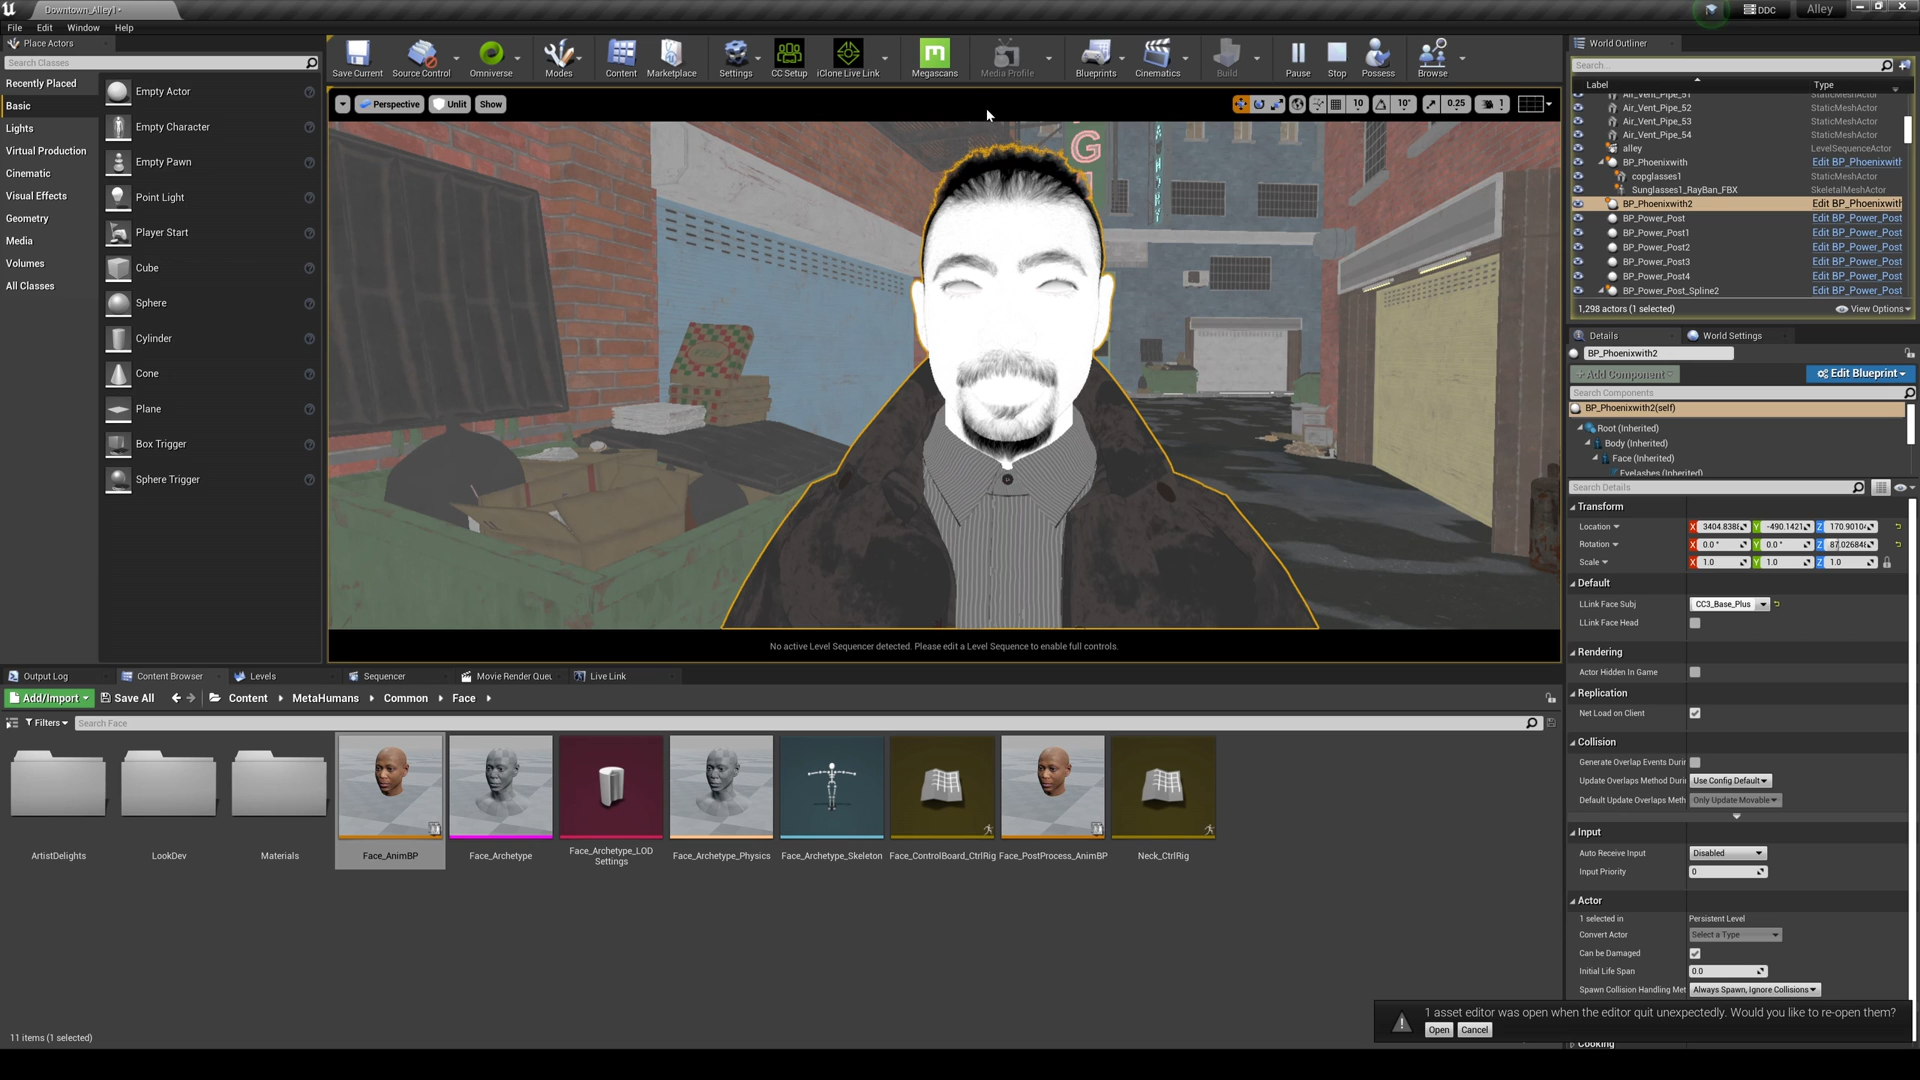 Downtown_Alley1•
DDC
Alley
File Edit Window Help
Place Actors
Search Classes
Recently Placed
Basic
Lights
Virtual Production
Cinematic
Visual Effects
Geometry
Media
Volumes
All Classes
Empty Actor
Empty Character
Empty Pawn
Point Light
Player Start
Cube
Sphere
Cylinder
Cone
Plane
Box Trigger
Sphere Trigger
Save Current Source Control Omniverse Modes Content Marketplace Settings CC Setup iClone Live Link Megascans Media Profile Blueprints Cinematics Build Pause Stop Possess Browse
Perspective Unlit Show
10 10° 0.25 1
G
No active Level Sequencer detected. Please edit a Level Sequence to enable full controls.
World Outliner
Search...
Label Type
Air_Vent_Pipe_51 StaticMeshActor
Air_Vent_Pipe_52 StaticMeshActor
Air_Vent_Pipe_53 StaticMeshActor
Air_Vent_Pipe_54 StaticMeshActor
alley LevelSequenceActor
BP_Phoenixwith Edit BP_Phoenixwith
copglasses1 StaticMeshActor
Sunglasses1_RayBan_FBX SkeletalMeshActor
BP_Phoenixwith2 Edit BP_Phoenixwith
BP_Power_Post Edit BP_Power_Post
BP_Power_Post1 Edit BP_Power_Post
BP_Power_Post2 Edit BP_Power_Post
BP_Power_Post3 Edit BP_Power_Post
BP_Power_Post4 Edit BP_Power_Post
BP_Power_Post_Spline2 Edit BP_Power_Post
1,298 actors (1 selected) View Options
Details World Settings
BP_Phoenixwith2
+ Add Component Edit Blueprint
Search Components
BP_Phoenixwith2(self)
Root (Inherited)
Body (Inherited)
Face (Inherited)
Eyelashes (Inherited)
Search Details
Transform
Location X 3404.838 Y -490.1421 Z 170.9010
Rotation X 0.0 ° Y 0.0 ° Z 87.02684
Scale X 1.0 Y 1.0 Z 1.0
Default
LLink Face Subj CC3_Base_Plus
LLink Face Head
Rendering
Actor Hidden In Game
Replication
Net Load on Client
Collision
Generate Overlap Events Durin
Update Overlaps Method Duri Use Config Default
Default Update Overlaps Meth Only Update Movable
Input
Auto Receive Input Disabled
Input Priority 0
Actor
1 selected in Persistent Level
Convert Actor Select a Type
Can be Damaged
Initial Life Span 0.0
Spawn Collision Handling Met Always Spawn, Ignore Collisions
Cooking
1 asset editor was open when the editor quit unexpectedly. Would you like to re-open them?
Open Cancel
Output Log Content Browser Levels Sequencer Movie Render Queu Live Link
Add/Import Save All Content MetaHumans Common Face
Filters Search Face
ArtistDelights
LookDev
Materials
Face_AnimBP
Face_Archetype
Face_Archetype_LOD
Settings
Face_Archetype_Physics
Face_Archetype_Skeleton
Face_ControlBoard_CtrlRig
Face_PostProcess_AnimBP
Neck_CtrlRig
11 items (1 selected)